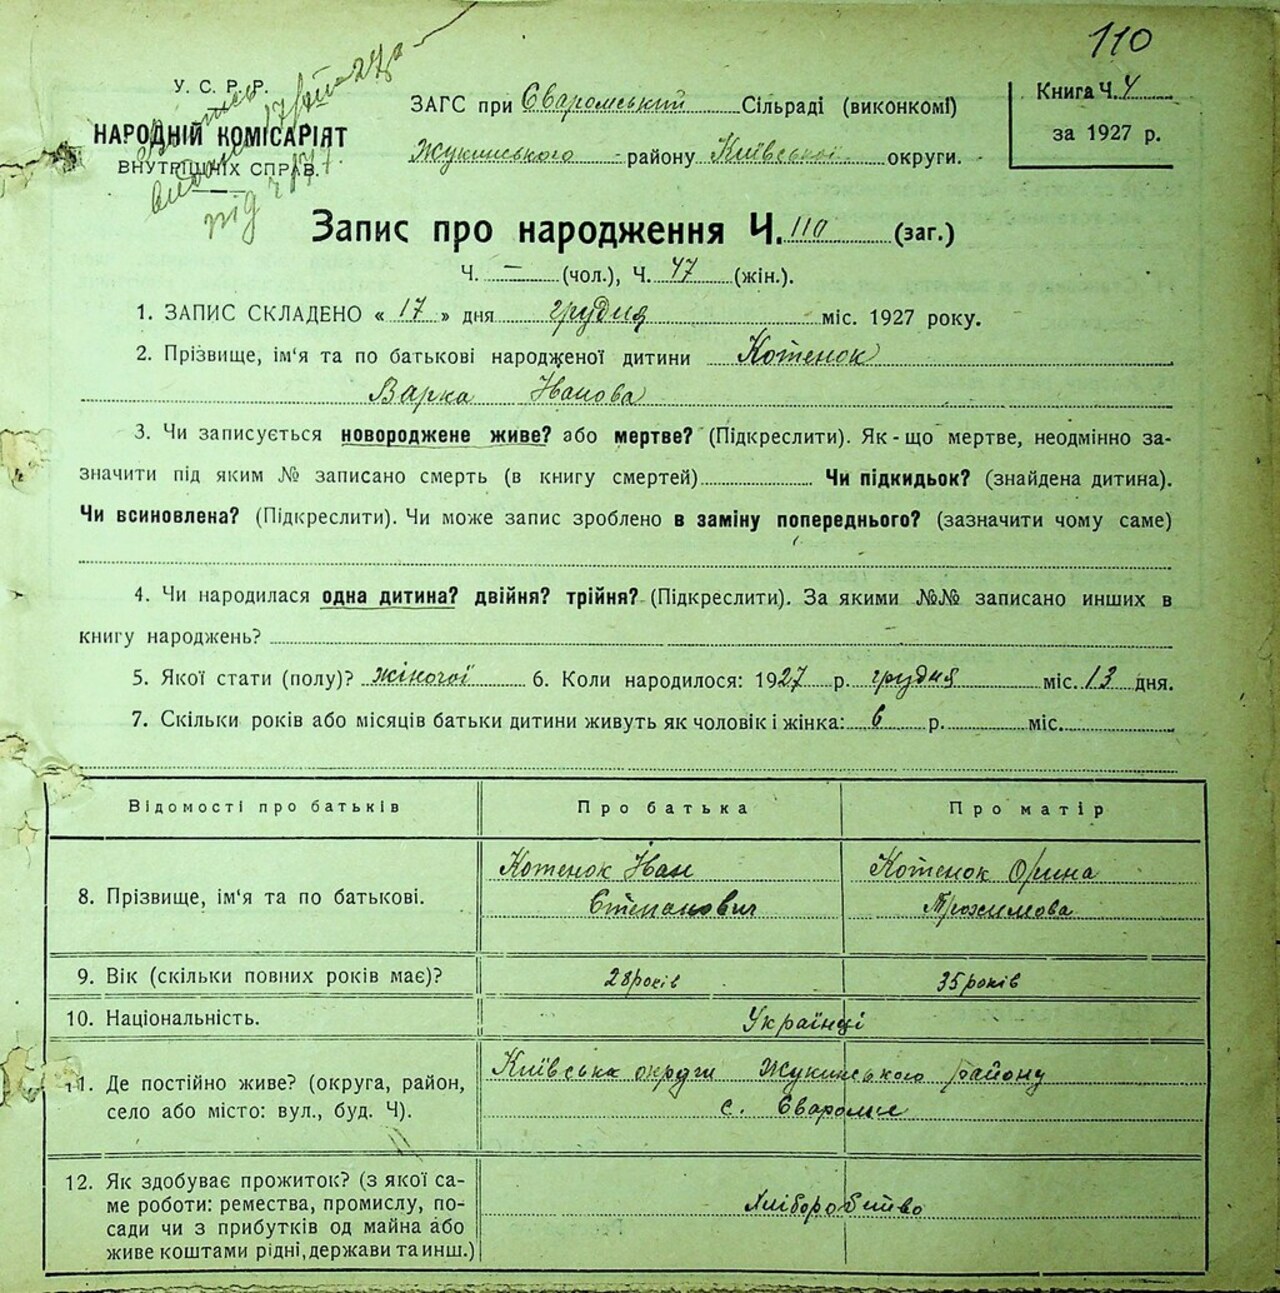 110
У. С. Р. Р.
НАРОДНІЙ КОМІСАРІЯТ
ВНУТРІШНІХ СПРАВ.
17/ 27р
під ч 177.
ЗАГС при Єваромський Сільраді (виконкомі)
Жукинського району Київської округи.
Книга Ч. 4
за 1927 р.
Запис про народження Ч. 110 (заг.)
Ч. — (чол.), Ч. 47 (жін.).
1. ЗАПИС СКЛАДЕНО « 17 » дня грудня міс. 1927 року.
2. Прізвище, ім‘я та по батькові народженої дитини Котенок
Варка Іванова
3. Чи записується новороджене живе? або мертве? (Підкреслити). Як-що мертве, неодмінно за-
значити під яким № записано смерть (в книгу смертей) Чи підкидьок? (знайдена дитина).
Чи всиновлена? (Підкреслити). Чи може запис зроблено в заміну попереднього? (зазначити чому саме)
4. Чи народилася одна дитина? двійня? трійня? (Підкреслити). За якими №№ записано инших в
книгу народжень?
5. Якої стати (полу)? жіночої 6. Коли народилося: 1927 р. грудня міс. 13 дня.
7. Скільки років або місяців батьки дитини живуть як чоловік і жінка: 6 р. міс.
Відомості про батьків Про батька Про матір
8. Прізвище, ім‘я та по батькові. Котенок Іван Степанович Котенок Орина Трохимова
9. Вік (скільки повних років має)? 28 років 35 років
10. Національність. Українці
11. Де постійно живе? (округа, район,
село або місто: вул., буд. Ч).
Київська округи Жукинського району
с. Єваромье
12. Як здобуває прожиток? (з якої са-
ме роботи: ремества, промислу, по-
сади чи з прибутків од майна або
живе коштами рідні, держави та инш.)
Хліборобство